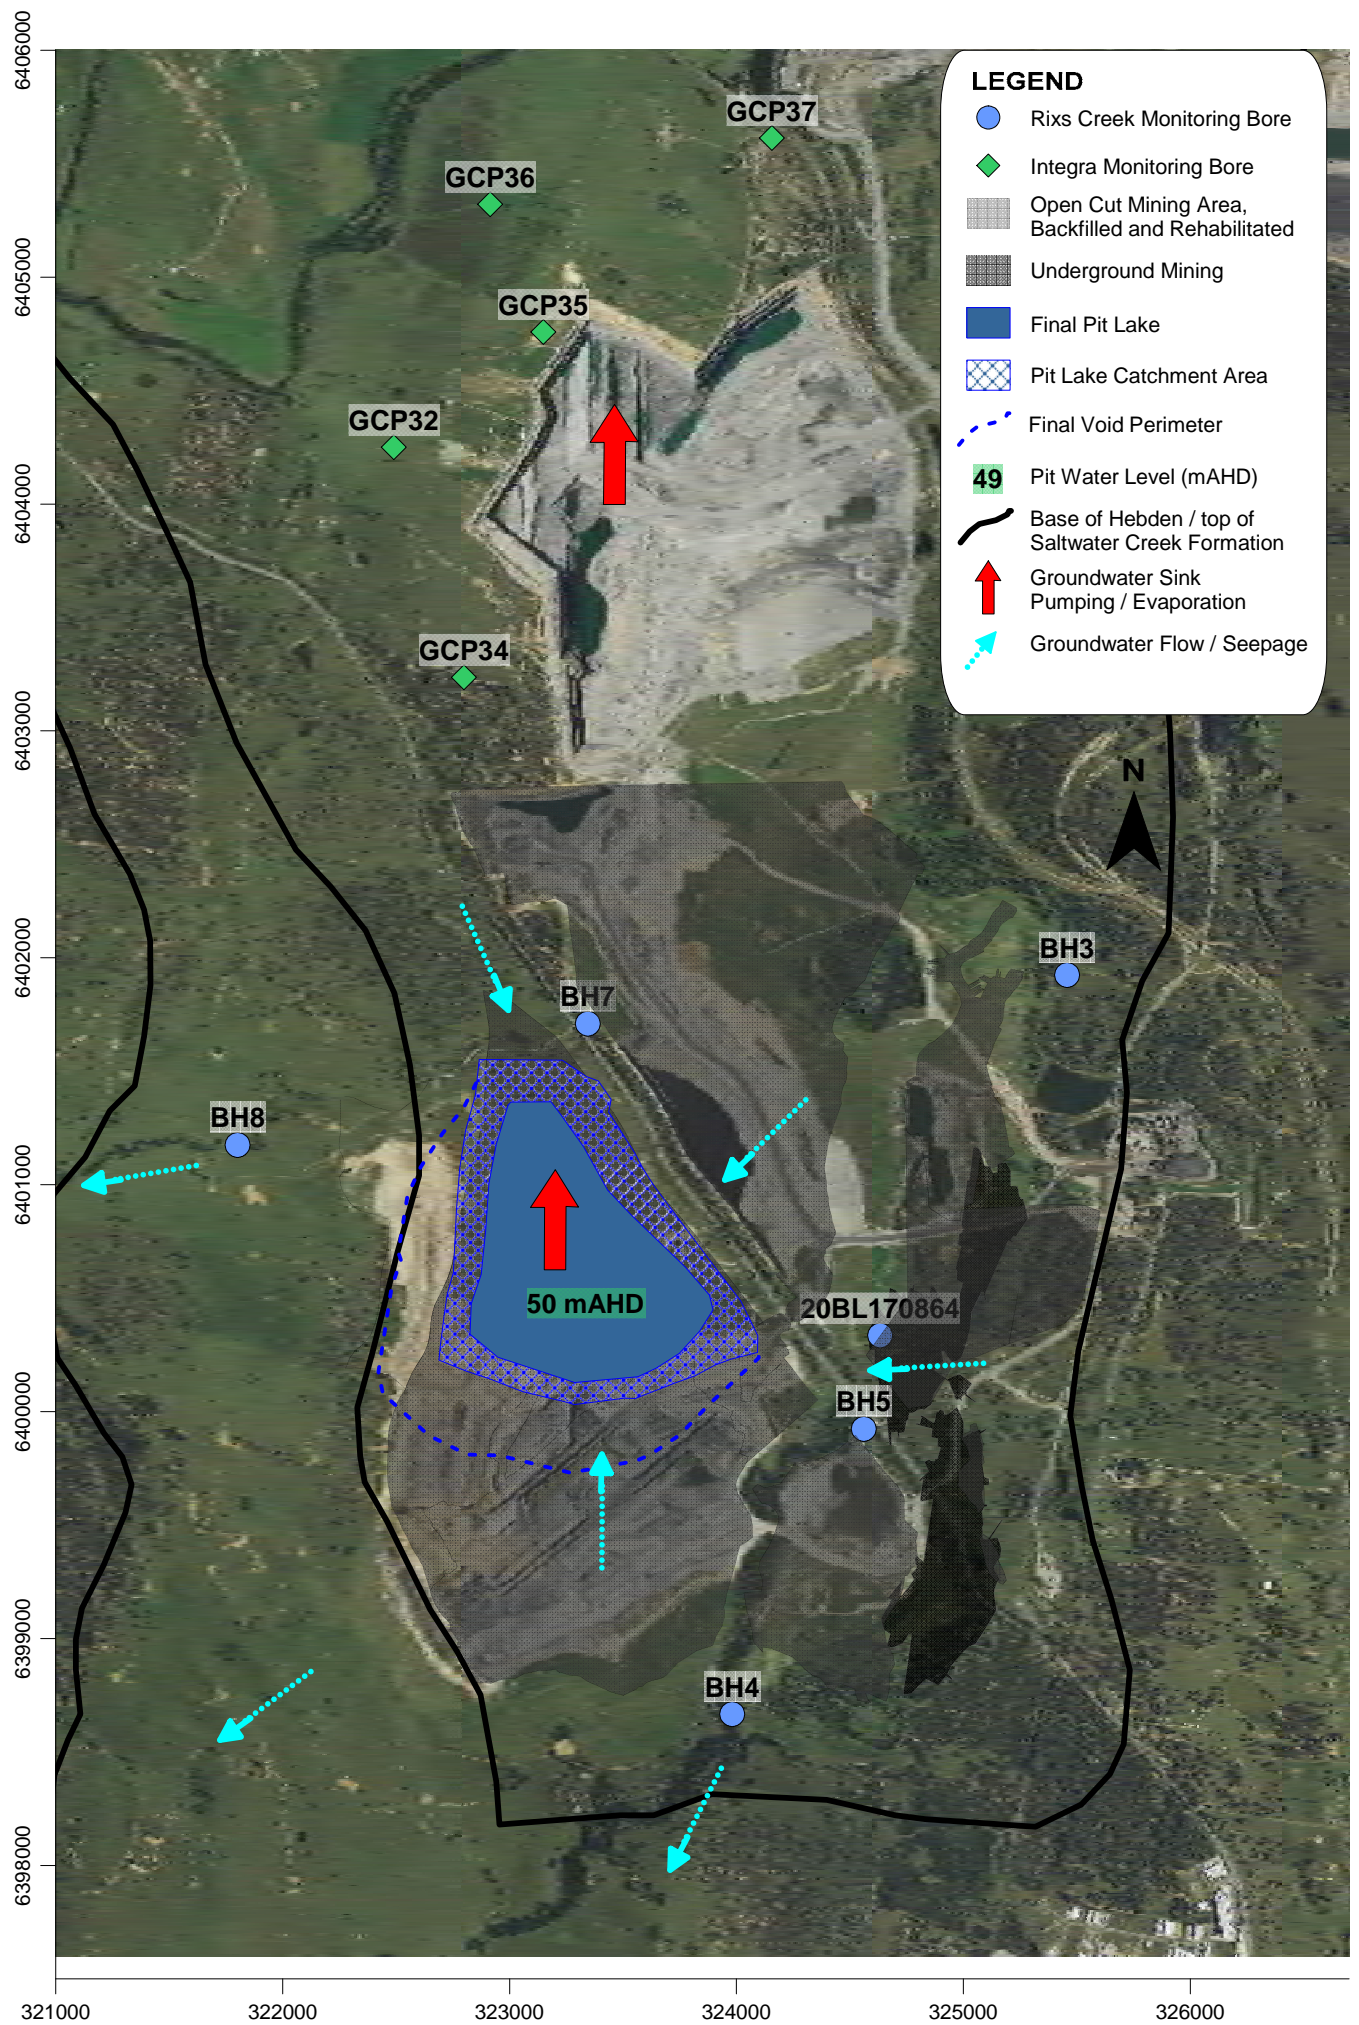 6406000
6405000
6404000
6403000
6402000
6401000
6400000
6399000
6398000
LEGEND
Rixs Creek Monitoring Bore
Integra Monitoring Bore
Open Cut Mining Area,
Backfilled and Rehabilitated
Underground Mining
Final Pit Lake
Pit Lake Catchment Area
Final Void Perimeter
49 Pit Water Level (mAHD)
Base of Hebden / top of
Saltwater Creek Formation
Groundwater Sink
Pumping / Evaporation
Groundwater Flow / Seepage
GCP37
GCP36
GCP35
GCP32
GCP34
N
BH3
BH7
BH8
50 mAHD
20BL170864
BH5
BH4
321000
322000
323000
324000
325000
326000